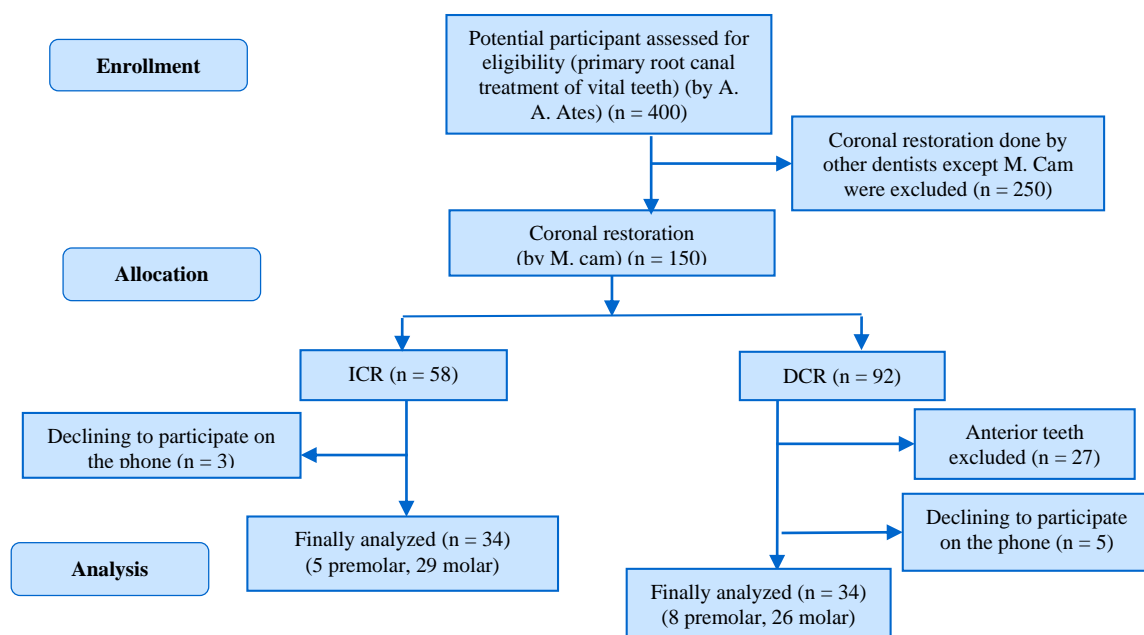 Enrollment
Potential participant assessed for
eligibility (primary root canal
treatment of vital teeth) (by A.
A. Ates) (n = 400)
Coronal restoration done by
other dentists except M. Cam
were excluded (n = 250)
Coronal restoration
(by M. cam) (n = 150)
Allocation
ICR (n = 58)
DCR (n = 92)
Declining to participate on
the phone (n = 3)
Anterior teeth
excluded (n = 27)
Declining to participate
on the phone (n = 5)
Finally analyzed (n = 34)
(5 premolar, 29 molar)
Analysis
Finally analyzed (n = 34)
(8 premolar, 26 molar)